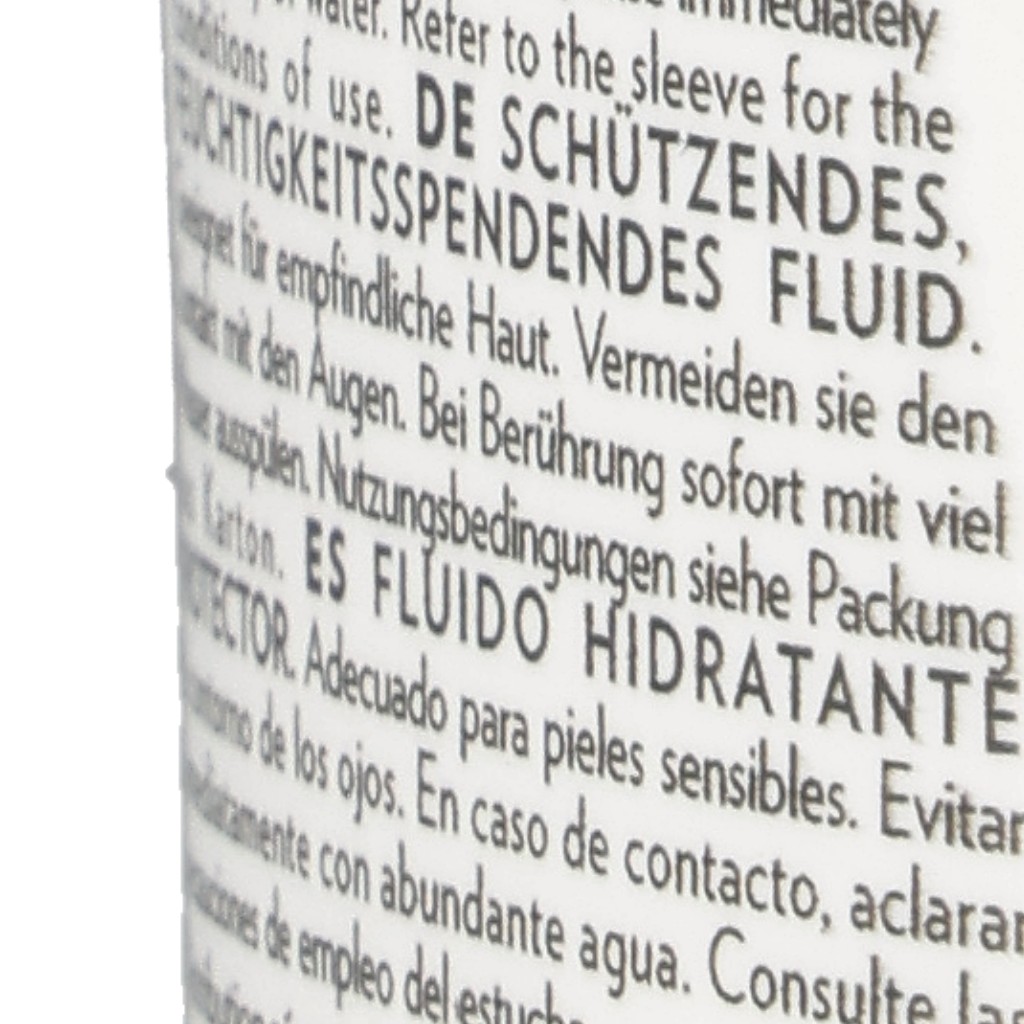 immediately
water. Refer to the sleeve for the
conditions of use. DE SCHÜTZENDES,
FEUCHTIGKEITSSPENDENDES FLUID.
für empfindliche Haut. Vermeiden sie den
mit den Augen. Bei Berührung sofort mit viel
ausspülen. Nutzungsbedingungen siehe Packung
Karton. ES FLUIDO HIDRATANTE
Adecuado para pieles sensibles. Evitar
de los ojos. En caso de contacto, aclarar
con abundante agua. Consulte las
de empleo del estuche